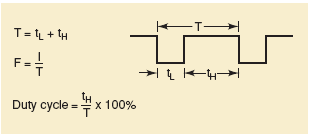 T = tL + tH
F = I/T
Duty cycle = tH/T x 100%
T
tL
tH